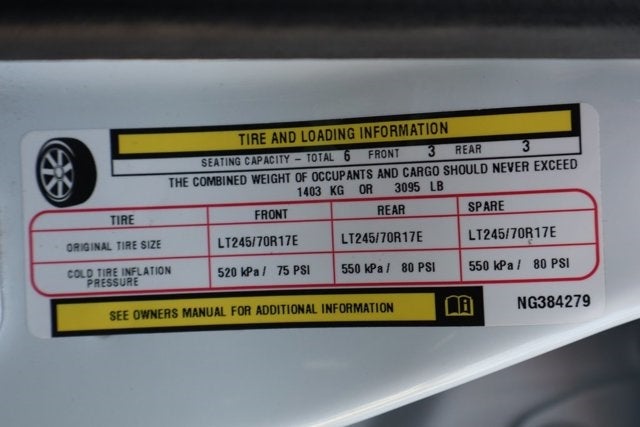 TIRE AND LOADING INFORMATION
SEATING CAPACITY – TOTAL 6 FRONT 3 REAR 3
THE COMBINED WEIGHT OF OCCUPANTS AND CARGO SHOULD NEVER EXCEED
1403 KG OR 3095 LB
TIRE FRONT REAR SPARE
ORIGINAL TIRE SIZE LT245/70R17E LT245/70R17E LT245/70R17E
COLD TIRE INFLATION PRESSURE 520 kPa / 75 PSI 550 kPa / 80 PSI 550 kPa / 80 PSI
SEE OWNERS MANUAL FOR ADDITIONAL INFORMATION
NG384279